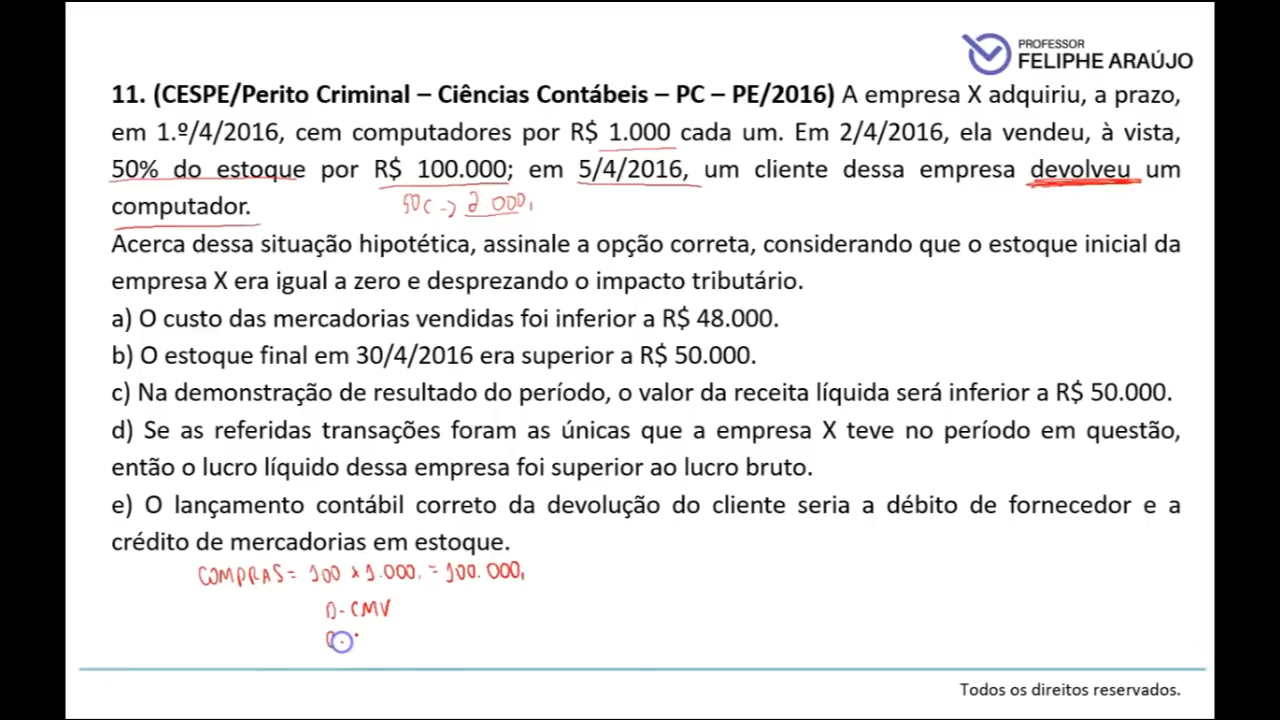 PROFESSOR
FELIPHE ARAÚJO
11. (CESPE/Perito Criminal – Ciências Contábeis – PC – PE/2016) A empresa X adquiriu, a prazo,
em 1.º/4/2016, cem computadores por R$ 1.000 cada um. Em 2/4/2016, ela vendeu, à vista,
50% do estoque por R$ 100.000; em 5/4/2016, um cliente dessa empresa devolveu um
computador.
50c -> 2.000,
Acerca dessa situação hipotética, assinale a opção correta, considerando que o estoque inicial da
empresa X era igual a zero e desprezando o impacto tributário.
a) O custo das mercadorias vendidas foi inferior a R$ 48.000.
b) O estoque final em 30/4/2016 era superior a R$ 50.000.
c) Na demonstração de resultado do período, o valor da receita líquida será inferior a R$ 50.000.
d) Se as referidas transações foram as únicas que a empresa X teve no período em questão,
então o lucro líquido dessa empresa foi superior ao lucro bruto.
e) O lançamento contábil correto da devolução do cliente seria a débito de fornecedor e a
crédito de mercadorias em estoque.
COMPRAS = 100 x 1.000, = 100.000,
D - CMV
Todos os direitos reservados.